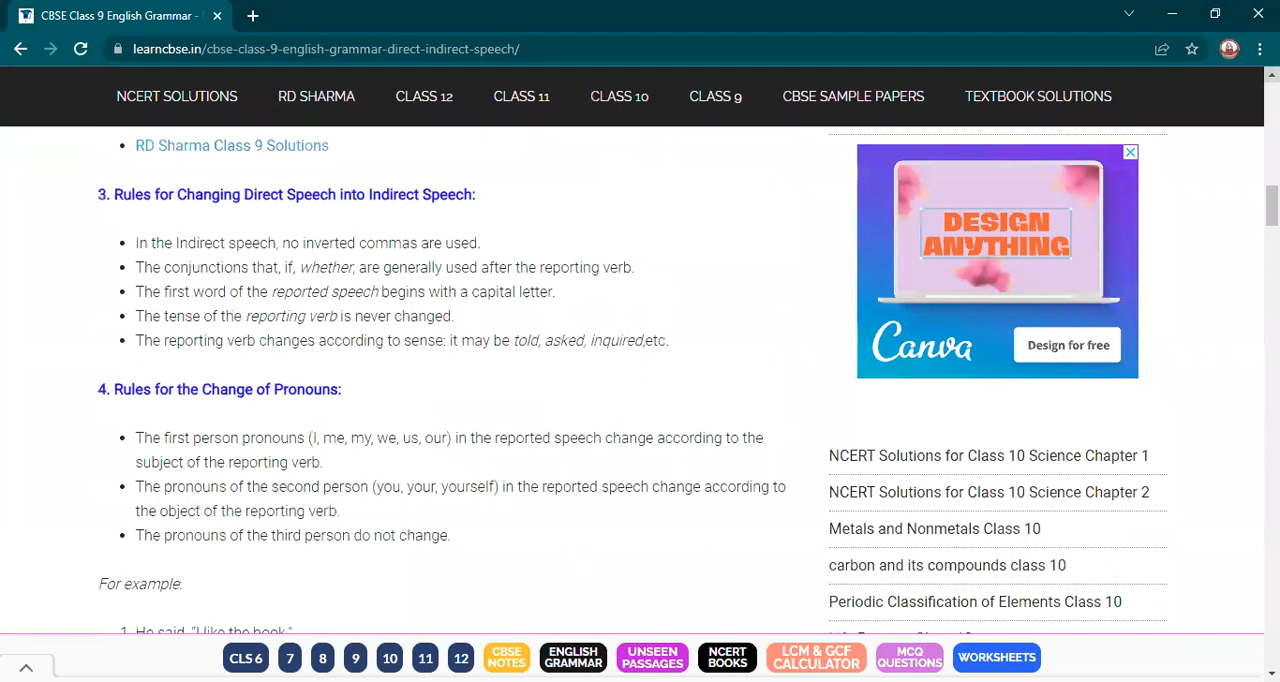 CBSE Class 9 English Grammar -
learncbse.in/cbse-class-9-english-grammar-direct-indirect-speech/
NCERT SOLUTIONS RD SHARMA CLASS 12 CLASS 11 CLASS 10 CLASS 9 CBSE SAMPLE PAPERS TEXTBOOK SOLUTIONS
• RD Sharma Class 9 Solutions
3. Rules for Changing Direct Speech into Indirect Speech:
• In the Indirect speech, no inverted commas are used.
• The conjunctions that, if, whether, are generally used after the reporting verb.
• The first word of the reported speech begins with a capital letter.
• The tense of the reporting verb is never changed.
• The reporting verb changes according to sense: it may be told, asked, inquired,etc.
4. Rules for the Change of Pronouns:
• The first person pronouns (I, me, my, we, us, our) in the reported speech change according to the
subject of the reporting verb.
• The pronouns of the second person (you, your, yourself) in the reported speech change according to
the object of the reporting verb.
• The pronouns of the third person do not change.
For example:
1. He said, “I like the book.“
DESIGN
ANYTHING
Canva
Design for free
NCERT Solutions for Class 10 Science Chapter 1
NCERT Solutions for Class 10 Science Chapter 2
Metals and Nonmetals Class 10
carbon and its compounds class 10
Periodic Classification of Elements Class 10
CLS 6 7 8 9 10 11 12
CBSE
NOTES
ENGLISH
GRAMMAR
UNSEEN
PASSAGES
NCERT
BOOKS
LCM & GCF
CALCULATOR
MCQ
QUESTIONS
WORKSHEETS